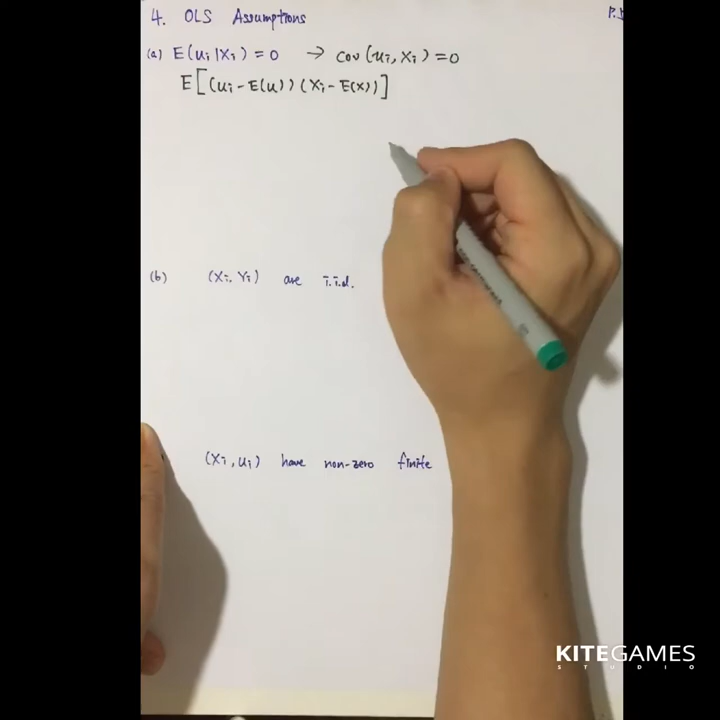 4. OLS Assumptions
(a) E(ui|Xi) = 0 → cov(ui, Xi) = 0
E[(ui - E(u))(Xi - E(X))]
(b) (Xi, Yi) are i.i.d.
(Xi, ui) have non-zero finite
KITEGAMES
STUDIO